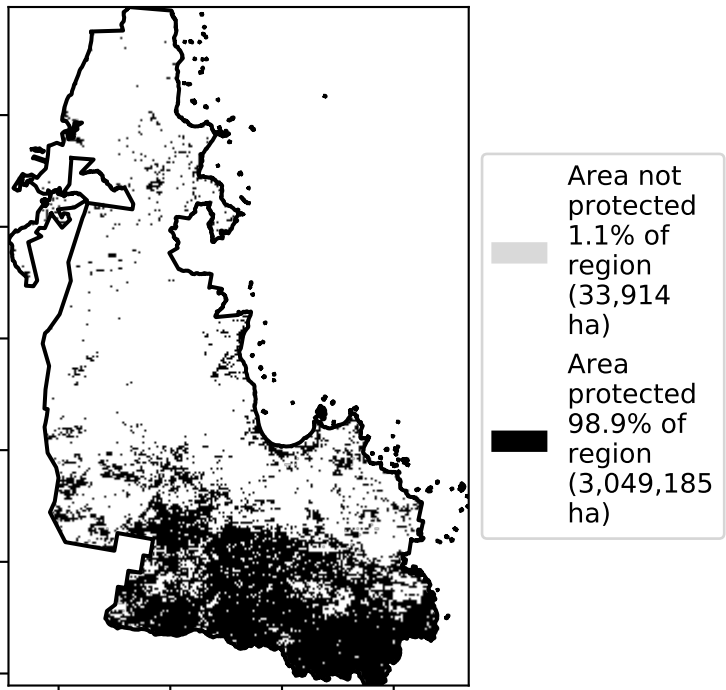 Area not
protected
1.1% of
region
(33,914
ha)
Area
protected
98.9% of
region
(3,049,185
ha)